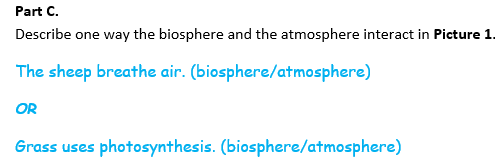 Part C.
Describe one way the biosphere and the atmosphere interact in Picture 1.
The sheep breathe air. (biosphere/atmosphere)
OR
Grass uses photosynthesis. (biosphere/atmosphere)